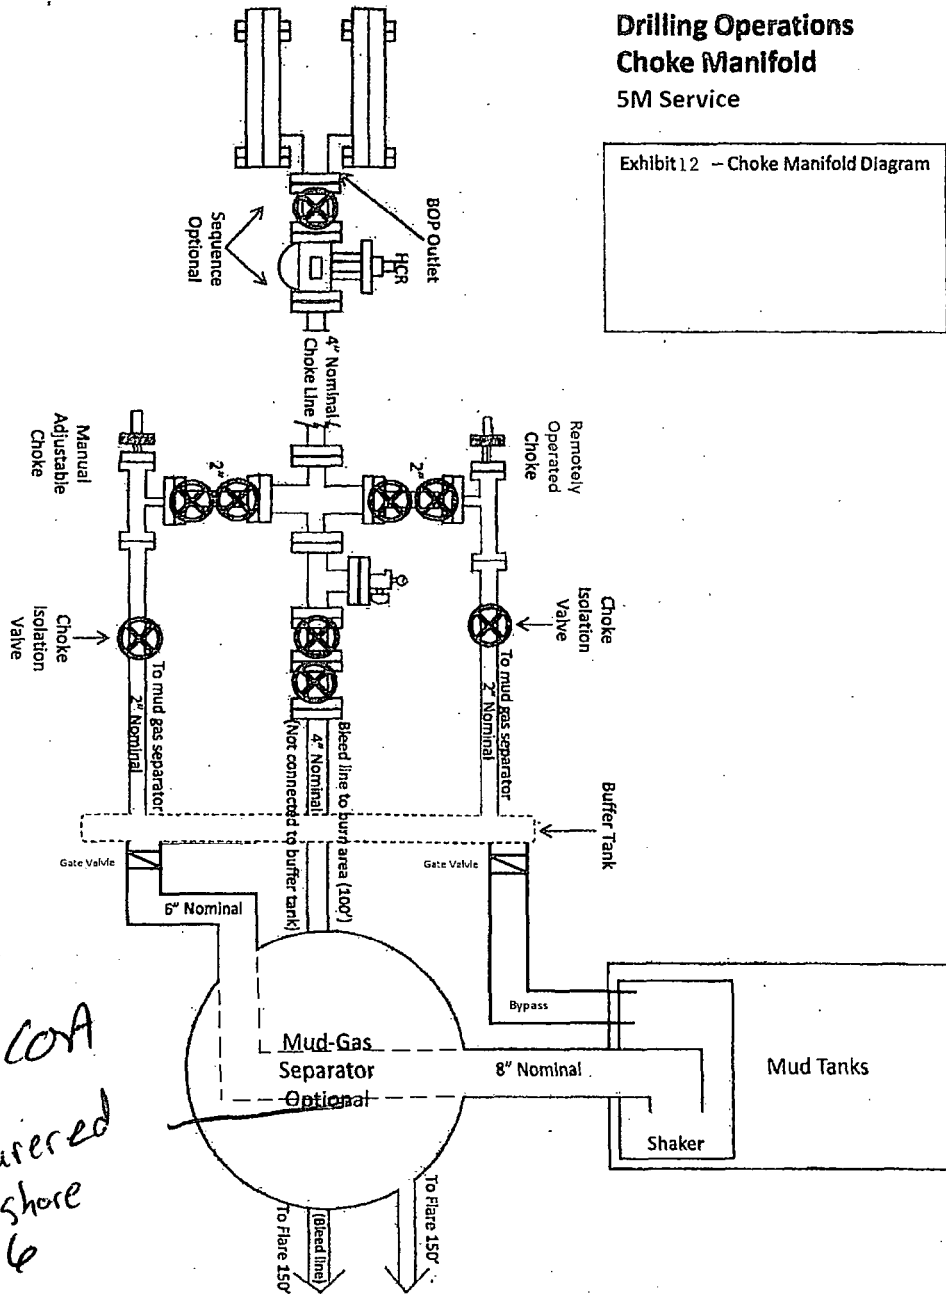 Drilling Operations
Choke Manifold
5M Service
Exhibit 12 - Choke Manifold Diagram
BOP Outlet
HCR
Sequence
Optional
4" Nominal
Choke Line
Manual
Adjustable
Choke
2"
2"
Remotely
Operated
Choke
Choke
Isolation
Valve
To mud gas separator
2" Nominal
Bleed line to burn area (100')
4" Nominal
(Not connected to buffer tank)
To mud gas separator
2" Nominal
Choke
Isolation
Valve
Buffer Tank
Gate Valvle
Gate Valvle
6" Nominal
Bypass
Mud-Gas
Separator
Optional
8" Nominal
Mud Tanks
Shaker
To Flare 150'
(Bleed line)
To Flare 150'
COA
shore
6